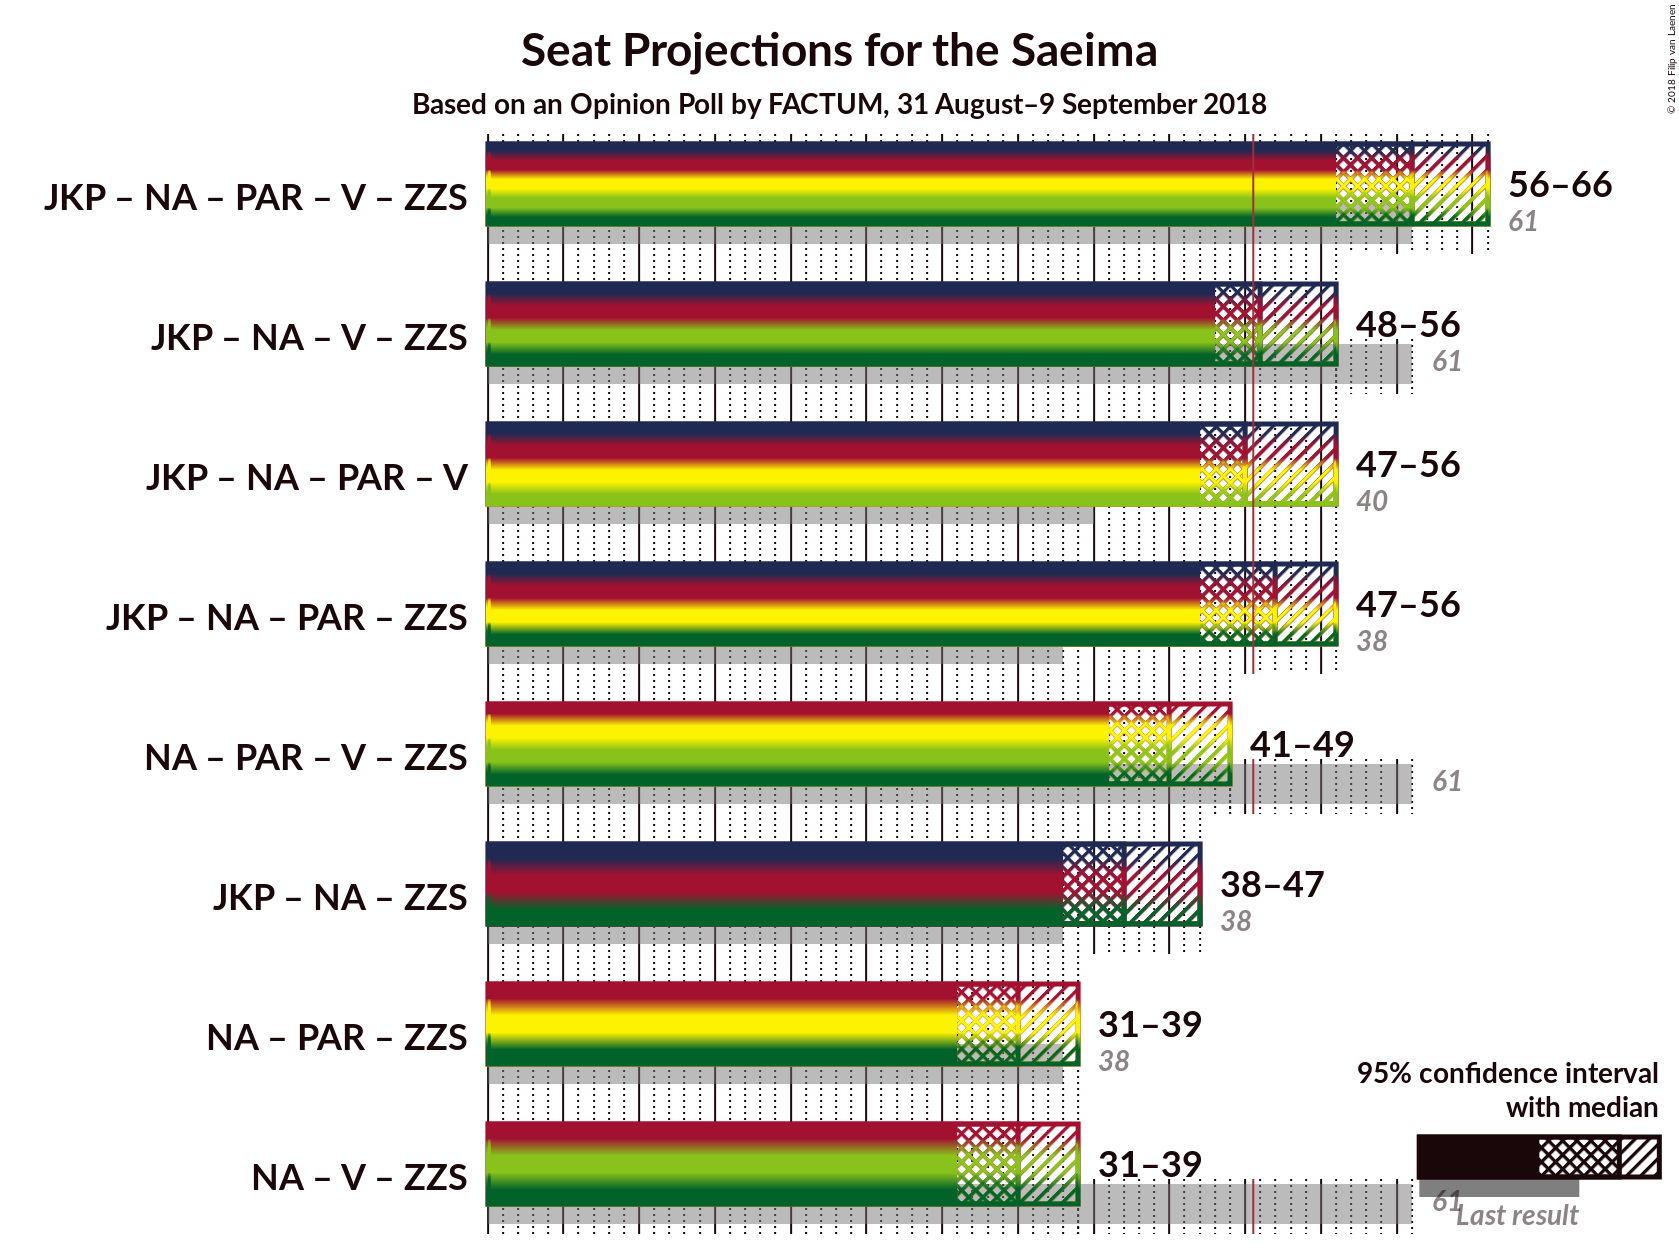 Seat Projections for the Saeima
Based on an Opinion Poll by FACTUM, 31 August–9 September 2018
© 2018 Filip van Laenen
JKP – NA – PAR – V – ZZS
56–66
61
JKP – NA – V – ZZS
48–56
61
JKP – NA – PAR – V
47–56
40
JKP – NA – PAR – ZZS
47–56
38
NA – PAR – V – ZZS
41–49
61
JKP – NA – ZZS
38–47
38
NA – PAR – ZZS
31–39
38
NA – V – ZZS
31–39
61
95% confidence interval
with median
Last result